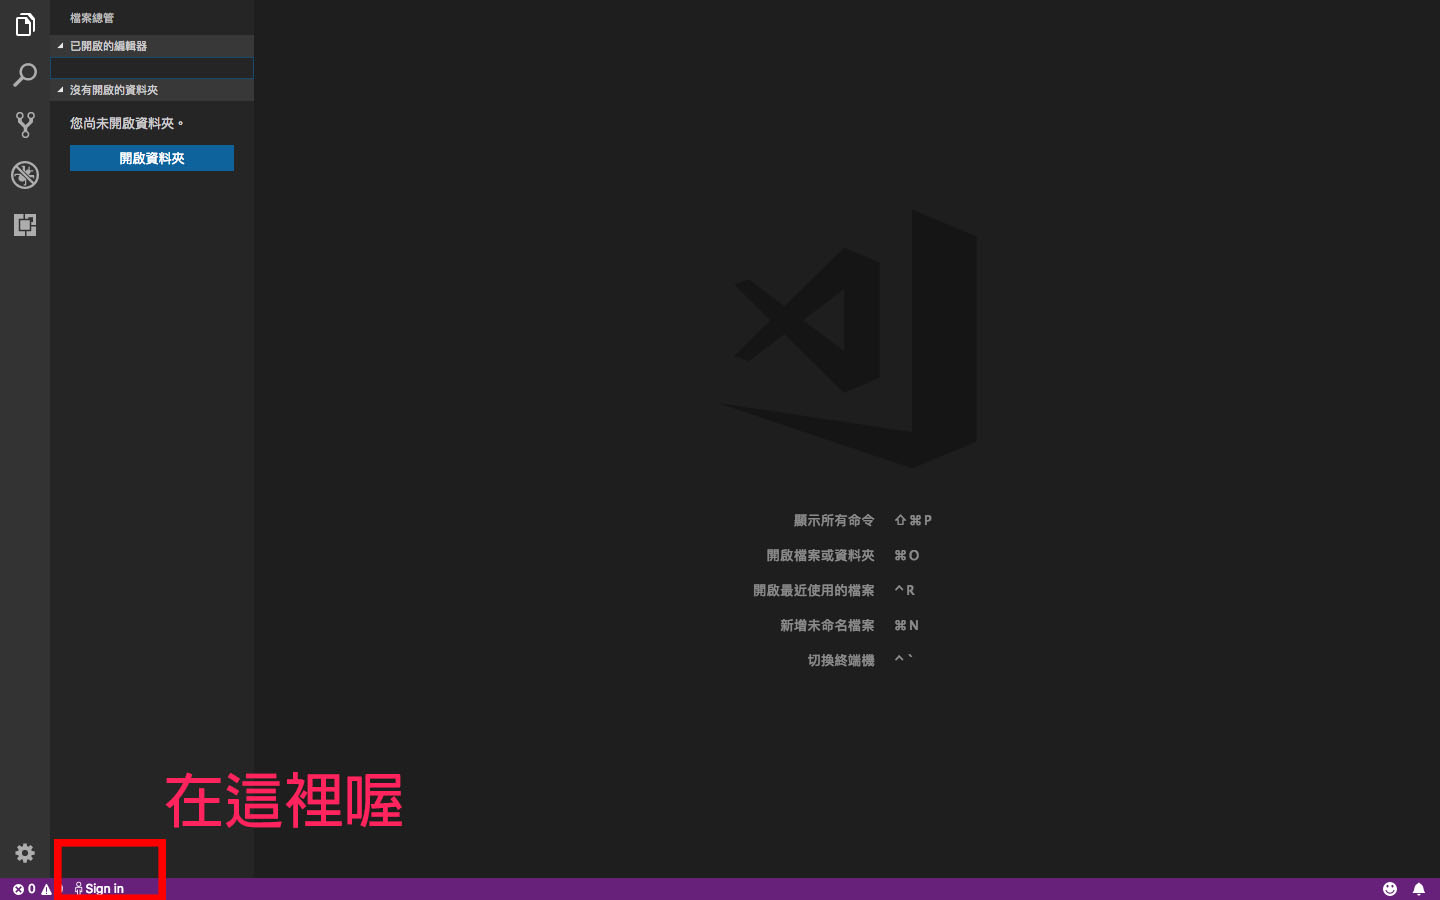 檔案總管
已開啟的編輯器
沒有開啟的資料夾
您尚未開啟資料夾。
開啟資料夾
顯示所有命令 ⇧⌘P
開啟檔案或資料夾 ⌘O
開啟最近使用的檔案 ^R
新增未命名檔案 ⌘N
切換終端機 ^`
在這裡喔
0 Sign in